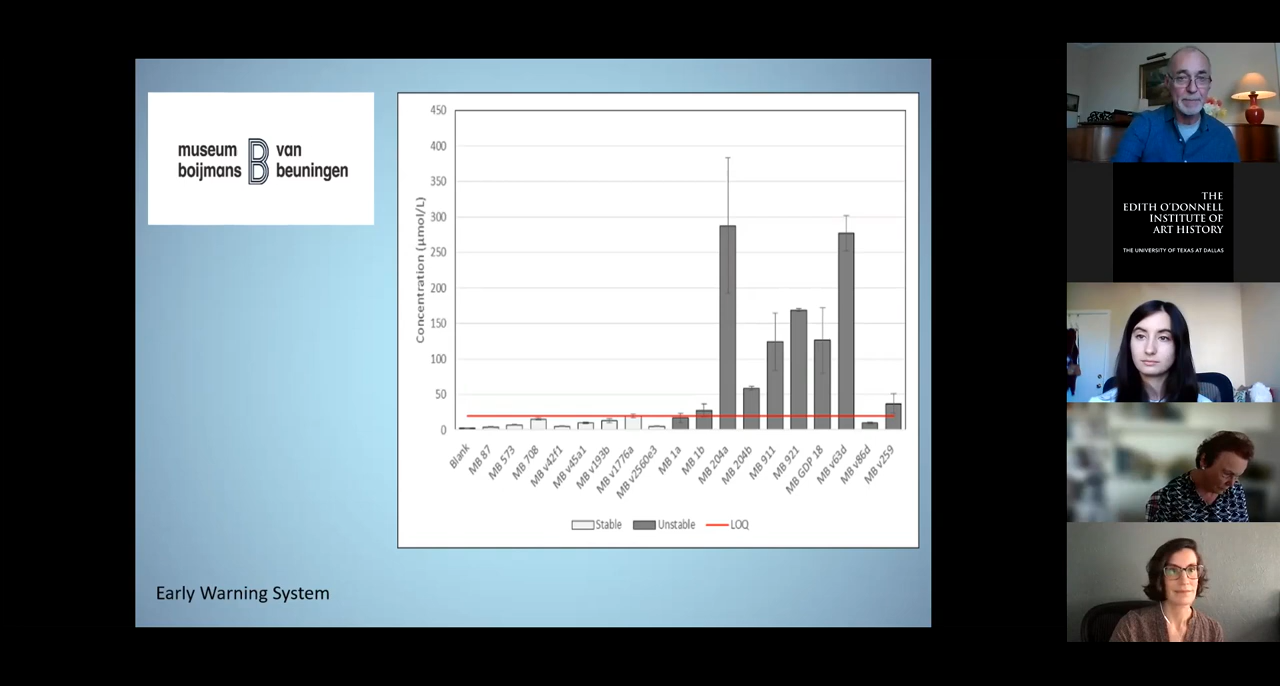 museum
boijmans
B
van
beuningen
450
400
350
300
250
200
150
100
50
0
Concentration (µmol/L)
Blank
MB 87
MB 573
MB 708
MB v42f1
MB v45a1
MB v193b
MB v1776a
MB v2560e3
MB 1a
MB 1b
MB 204a
MB 204b
MB 911
MB 921
MB GDP 18
MB v63d
MB v86d
MB v259
Stable
Unstable
LOQ
Early Warning System
THE
EDITH O'DONNELL
INSTITUTE OF
ART HISTORY
THE UNIVERSITY OF TEXAS AT DALLAS